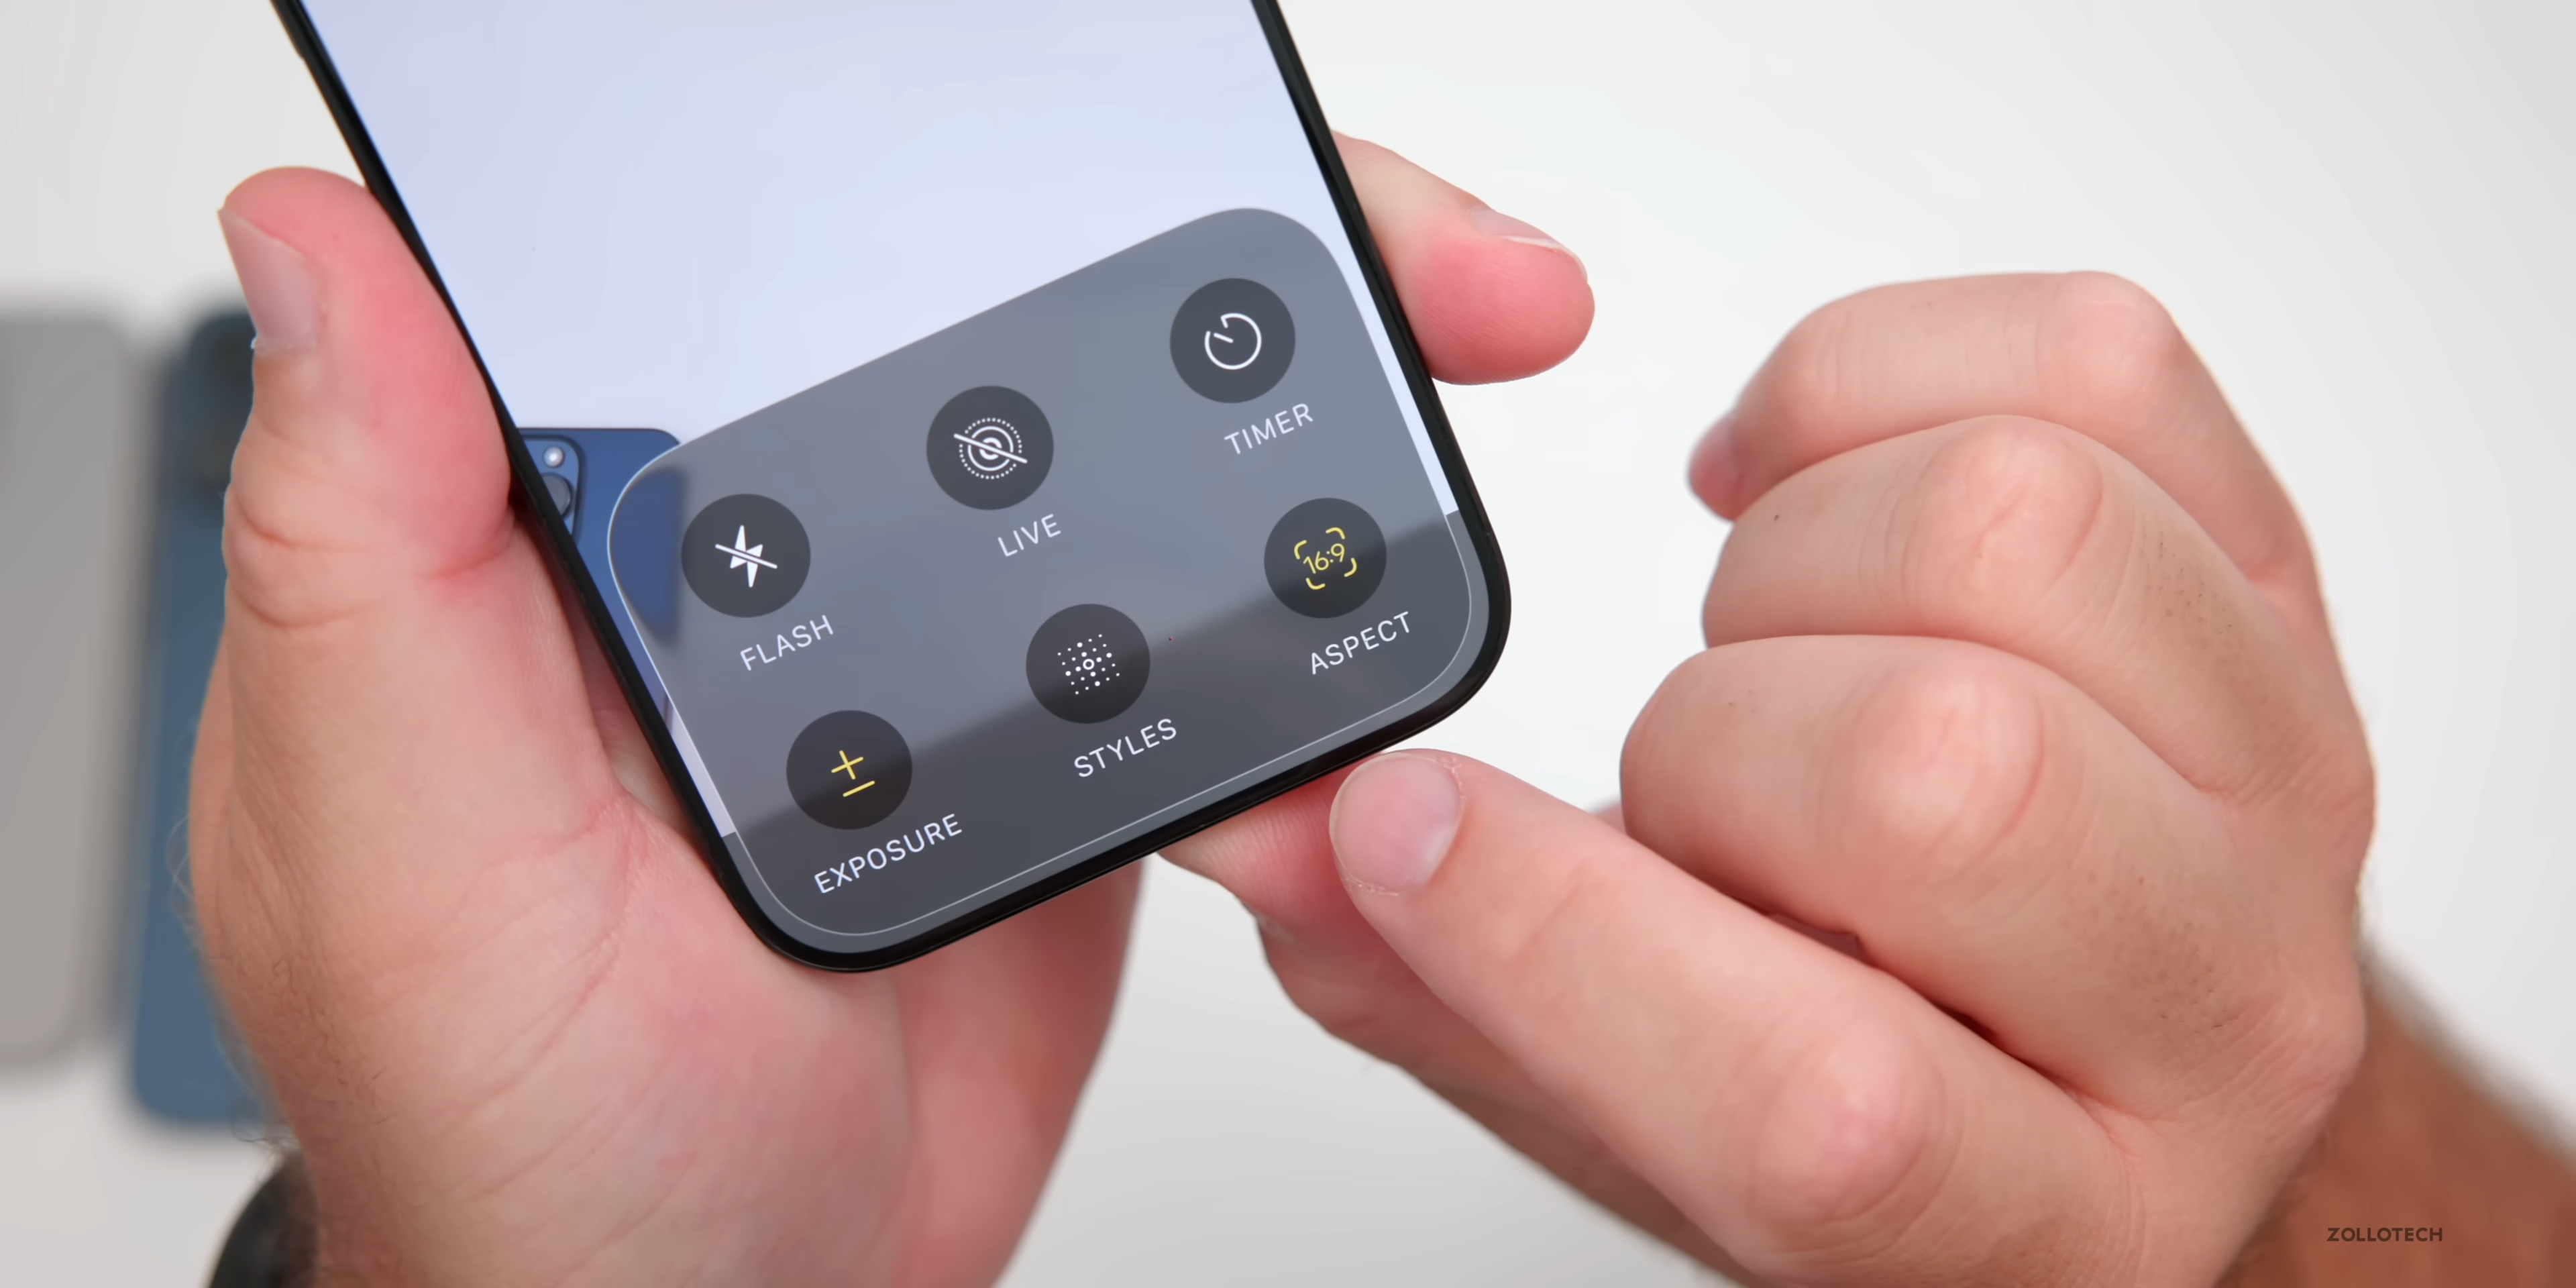 FLASH
LIVE
TIMER
EXPOSURE
STYLES
16:9
ASPECT
ZOLLOTECH